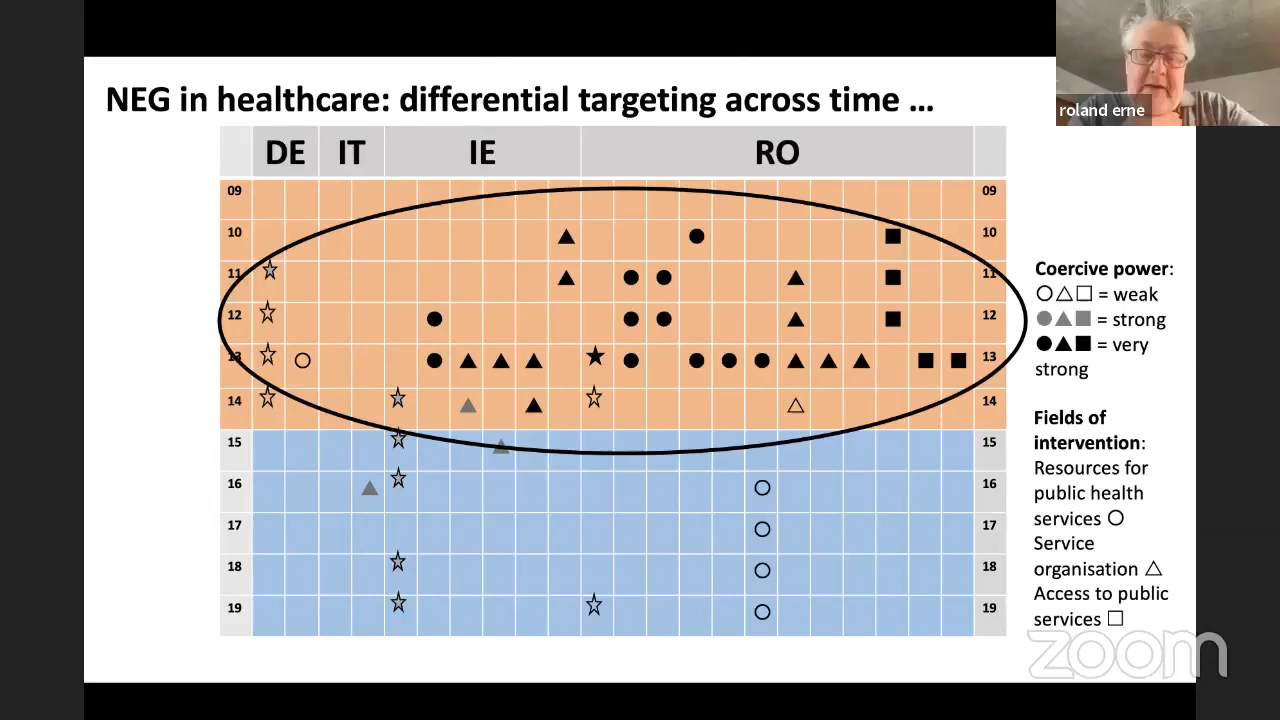 NEG in healthcare: differential targeting across time …
roland erne
DE IT IE RO
09 09
10 10
11 11
12 12
13 13
14 14
15 15
16 16
17 17
18 18
19 19
Coercive power:
= weak
= strong
= very
strong
Fields of
intervention:
Resources for
public health
services
Service
organisation
Access to public
services
zoom